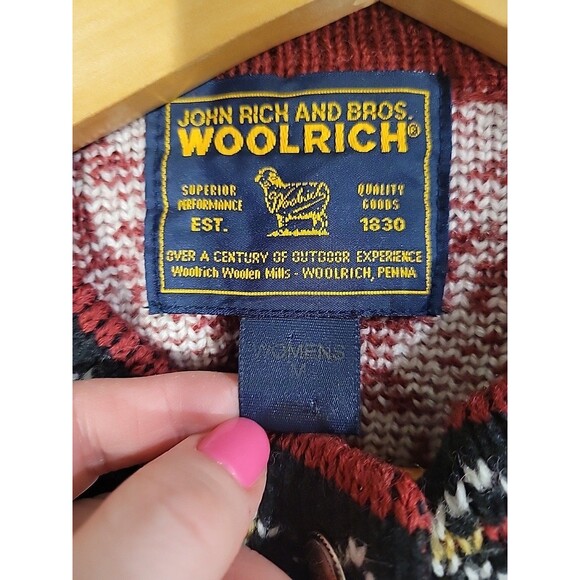 JOHN RICH AND BROS.
WOOLRICH®
SUPERIOR PERFORMANCE
Woolrich
QUALITY GOODS
EST. 1830
OVER A CENTURY OF OUTDOOR EXPERIENCE
Woolrich Woolen Mills - WOOLRICH, PENNA
WOMENS
M